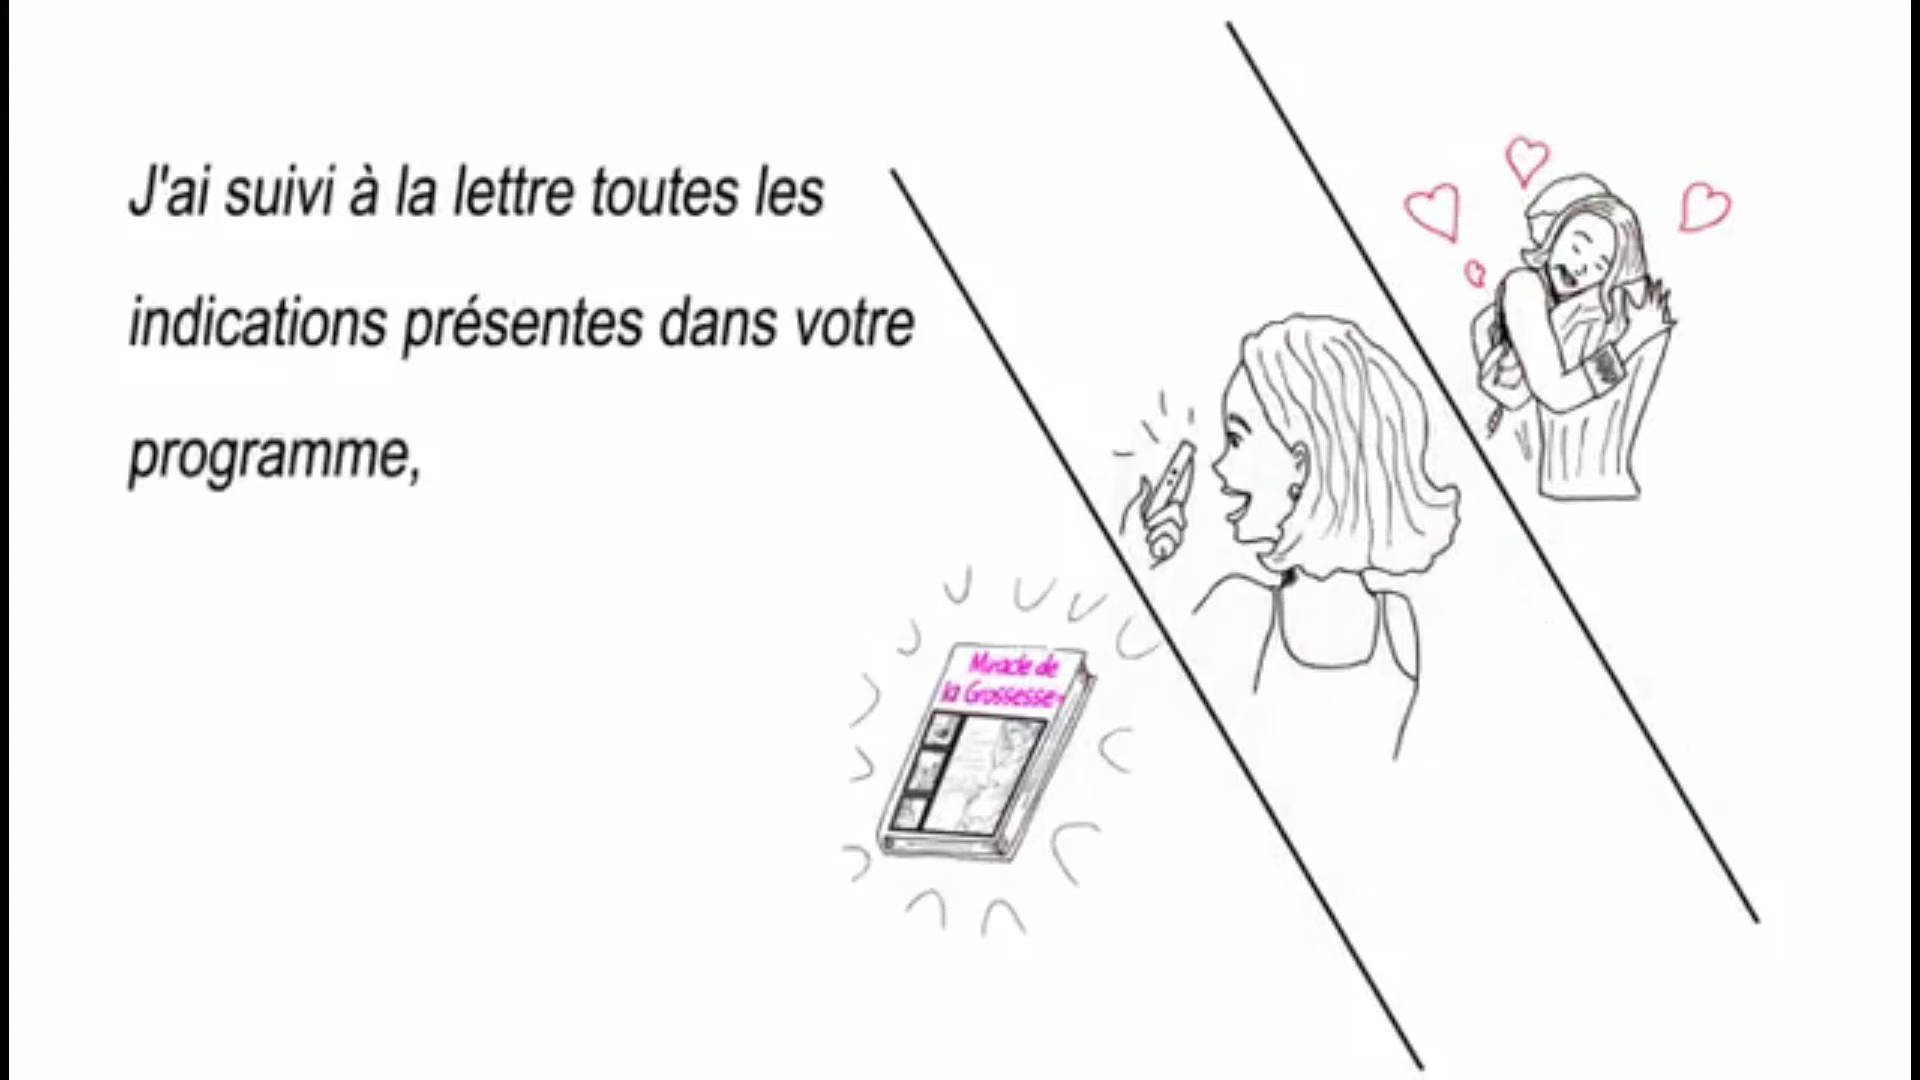 J'ai suivi à la lettre toutes les
indications présentes dans votre
programme,
Miracle de
la Grossesse